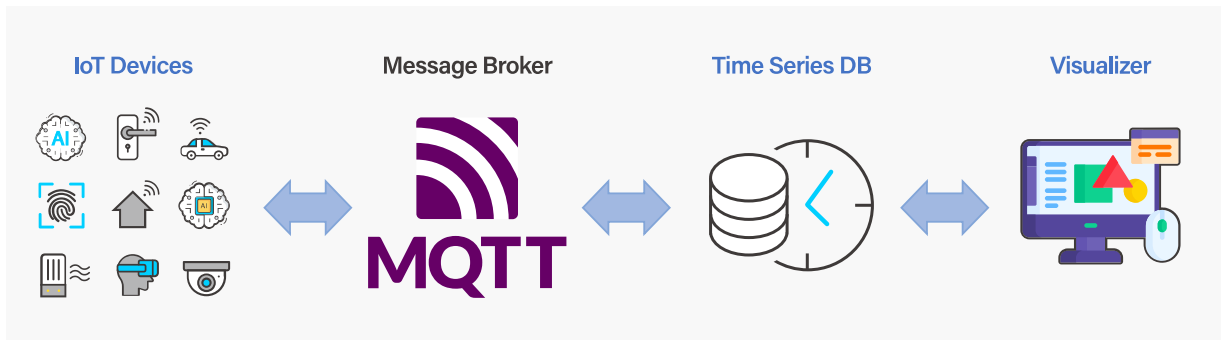 IoT Devices
Message Broker
Time Series DB
Visualizer
AI
AI
MQTT